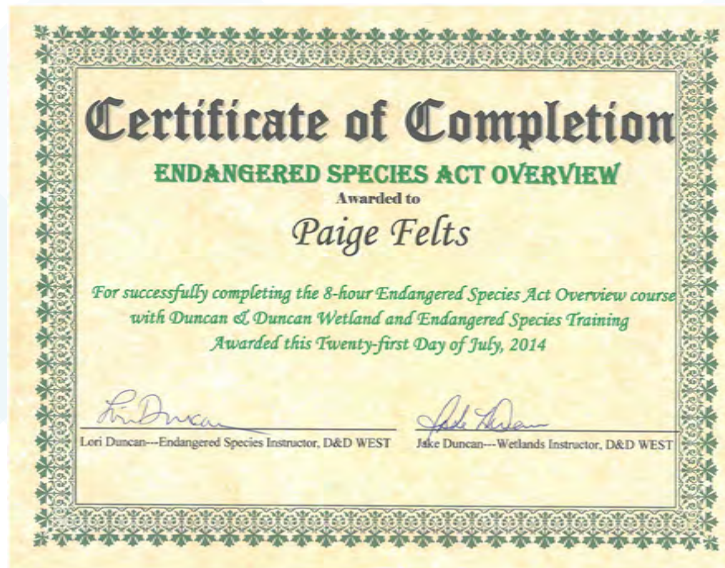 Certificate of Completion
ENDANGERED SPECIES ACT OVERVIEW
Awarded to
Paige Felts
For successfully completing the 8-hour Endangered Species Act Overview course
with Duncan & Duncan Wetland and Endangered Species Training
Awarded this Twenty-first Day of July, 2014
Lori Duncan
Lori Duncan---Endangered Species Instructor, D&D WEST
Jake Duncan---Wetlands Instructor, D&D WEST